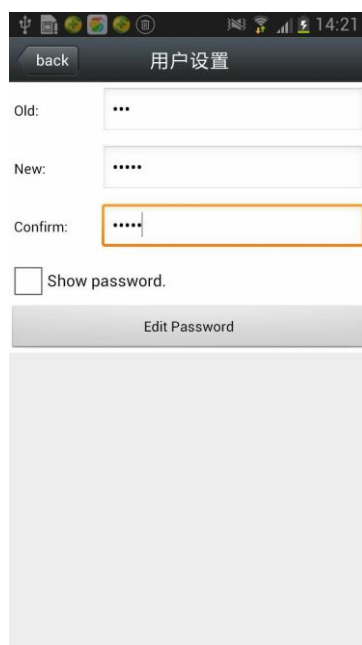 14:21
back
用户设置
Old:
•••
New:
•••••
Confirm:
•••••
Show password.
Edit Password